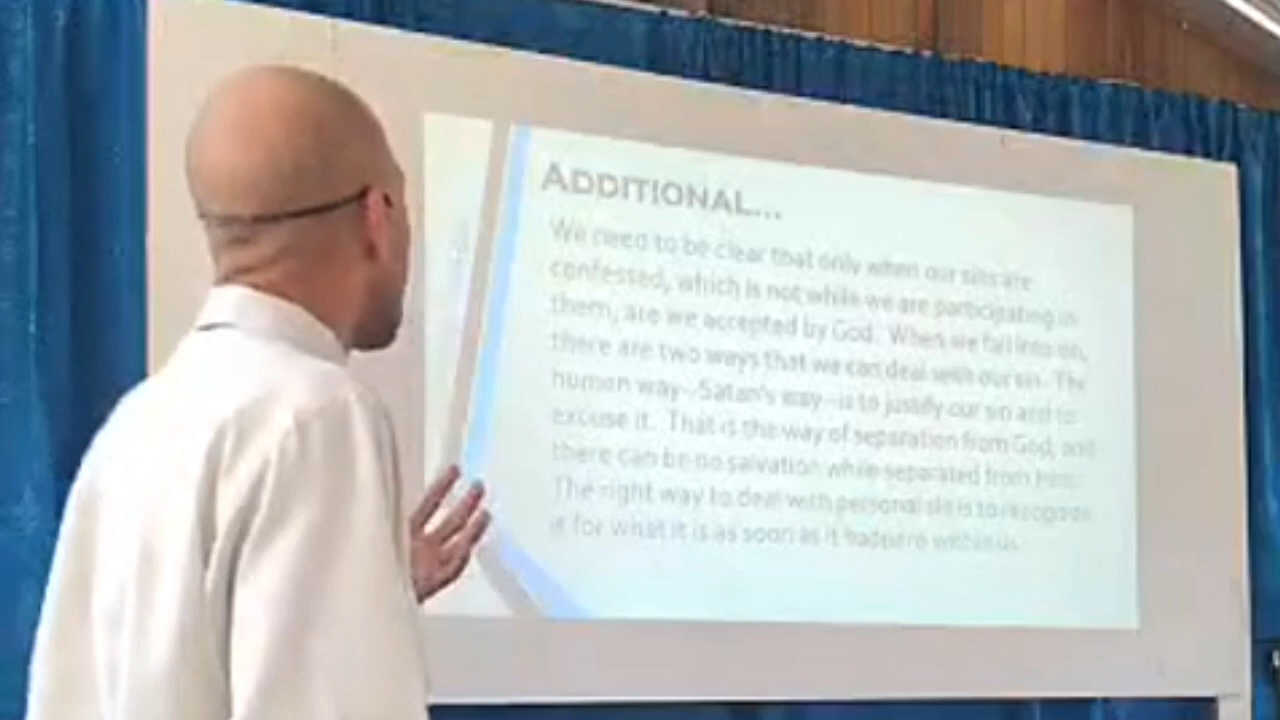 ADDITIONAL...
We need to be clear that only when our sins are
confessed, which is not while we are participating in
them, are we accepted by God. When we fall into sin,
there are two ways that we can deal with our sin. The
human way--Satan's way--is to justify our sin and to
excuse it. That is the way of separation from God, and
there can be no salvation while separated from him.
The right way to deal with personal sin is to recognize
it for what it is as soon as it happens within us.